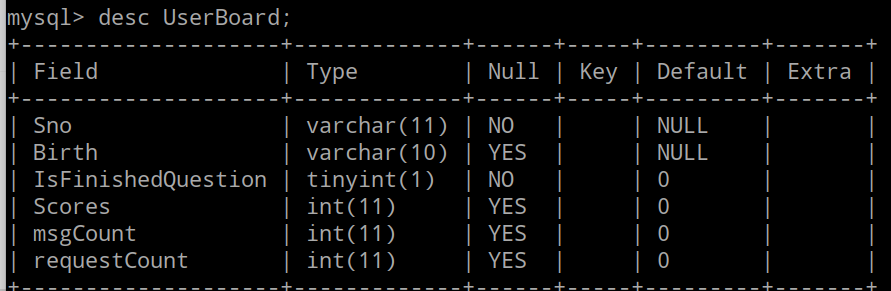 mysql> desc UserBoard;
+--------------------+-------------+------+-----+---------+-------+
| Field              | Type        | Null | Key | Default | Extra |
+--------------------+-------------+------+-----+---------+-------+
| Sno                | varchar(11) | NO   |     | NULL    |       |
| Birth              | varchar(10) | YES  |     | NULL    |       |
| IsFinishedQuestion | tinyint(1)  | NO   |     | 0       |       |
| Scores             | int(11)     | YES  |     | 0       |       |
| msgCount           | int(11)     | YES  |     | 0       |       |
| requestCount       | int(11)     | YES  |     | 0       |       |
+--------------------+-------------+------+-----+---------+-------+